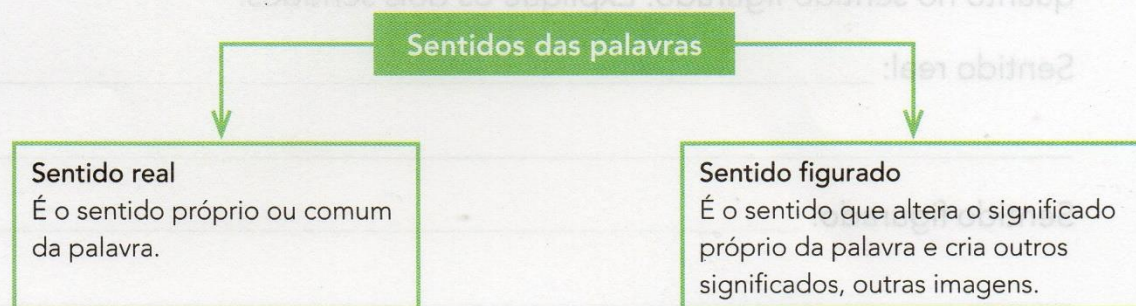 Sentidos das palavras
Sentido real
É o sentido próprio ou comum
da palavra.
Sentido figurado
É o sentido que altera o significado
próprio da palavra e cria outros
significados, outras imagens.